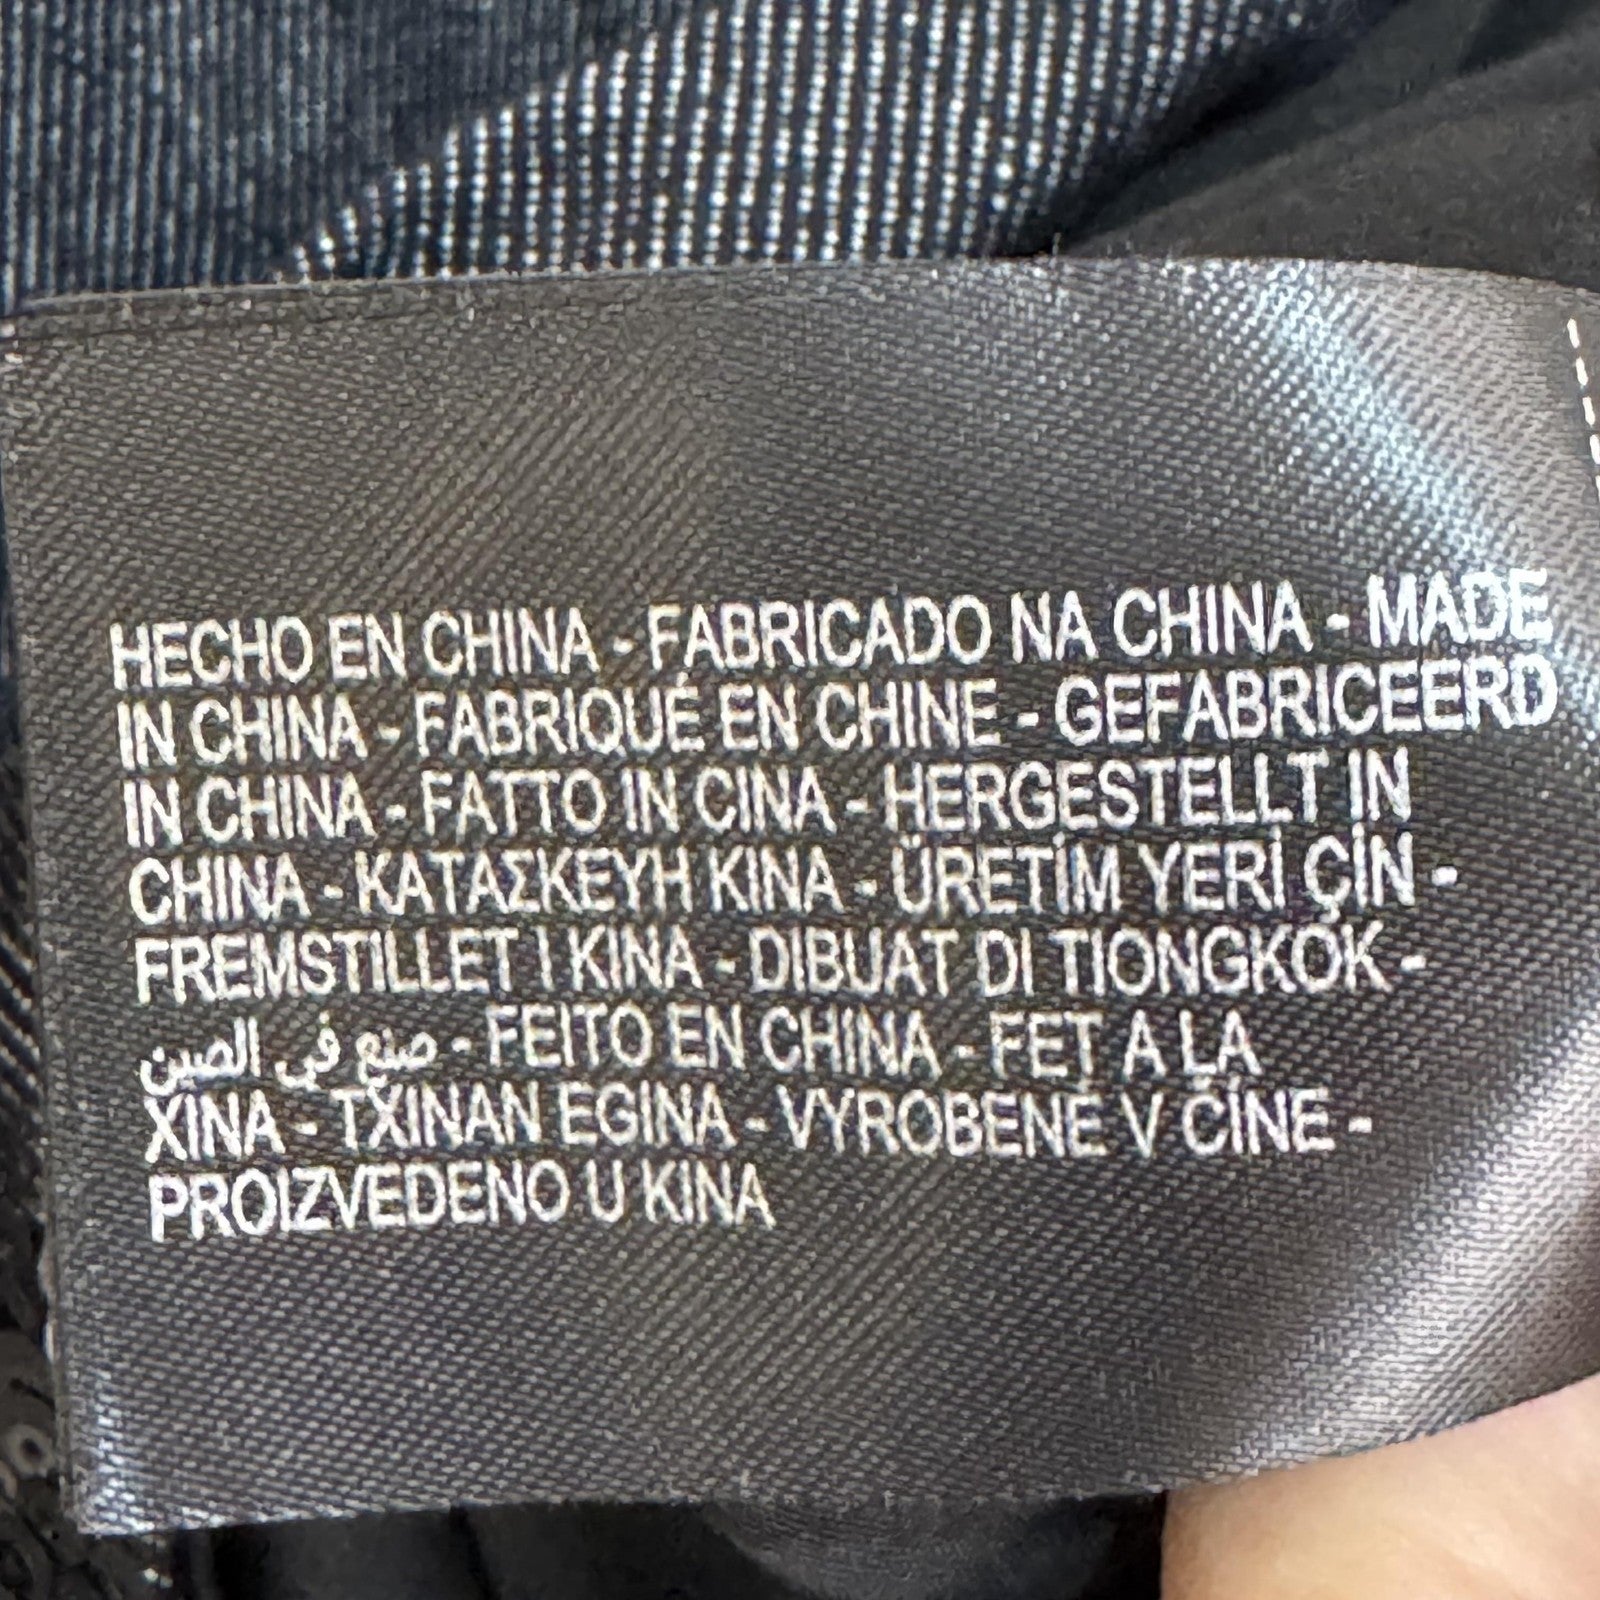 HECHO EN CHINA - FABRICADO NA CHINA - MADE
IN CHINA - FABRIQUÉ EN CHINE - GEFABRICEERD
IN CHINA - FATTO IN CINA - HERGESTELLT IN
CHINA - ΚΑΤΑΣΚΕΥΗ ΚΙΝΑ - ÜRETİM YERİ ÇİN -
FREMSTILLET I KINA - DIBUAT DI TIONGKOK -
صنع في الصين - FEITO EN CHINA - FET A LA
XINA - TXINAN EGINA - VYROBENÉ V ČÍNE -
PROIZVEDENO U KINA